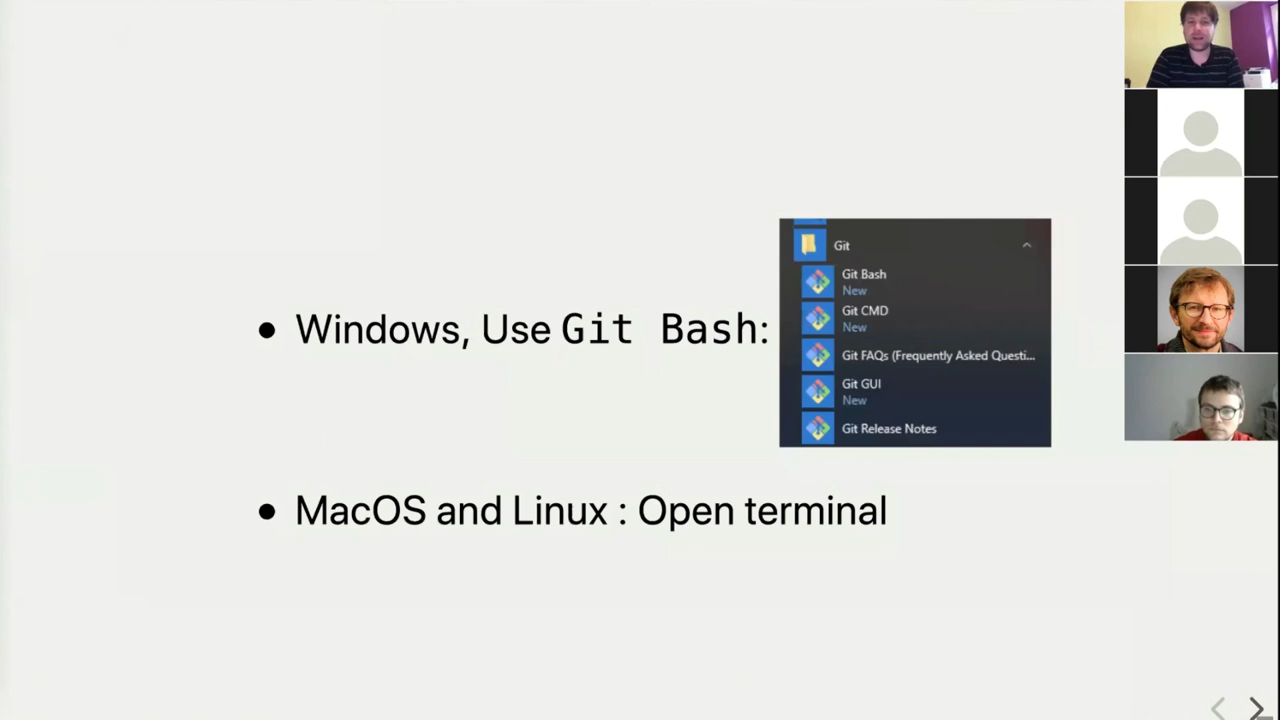 • Windows, Use Git Bash:
Git
Git Bash
New
Git CMD
New
Git FAQs (Frequently Asked Questi...
Git GUI
New
Git Release Notes
• MacOS and Linux : Open terminal